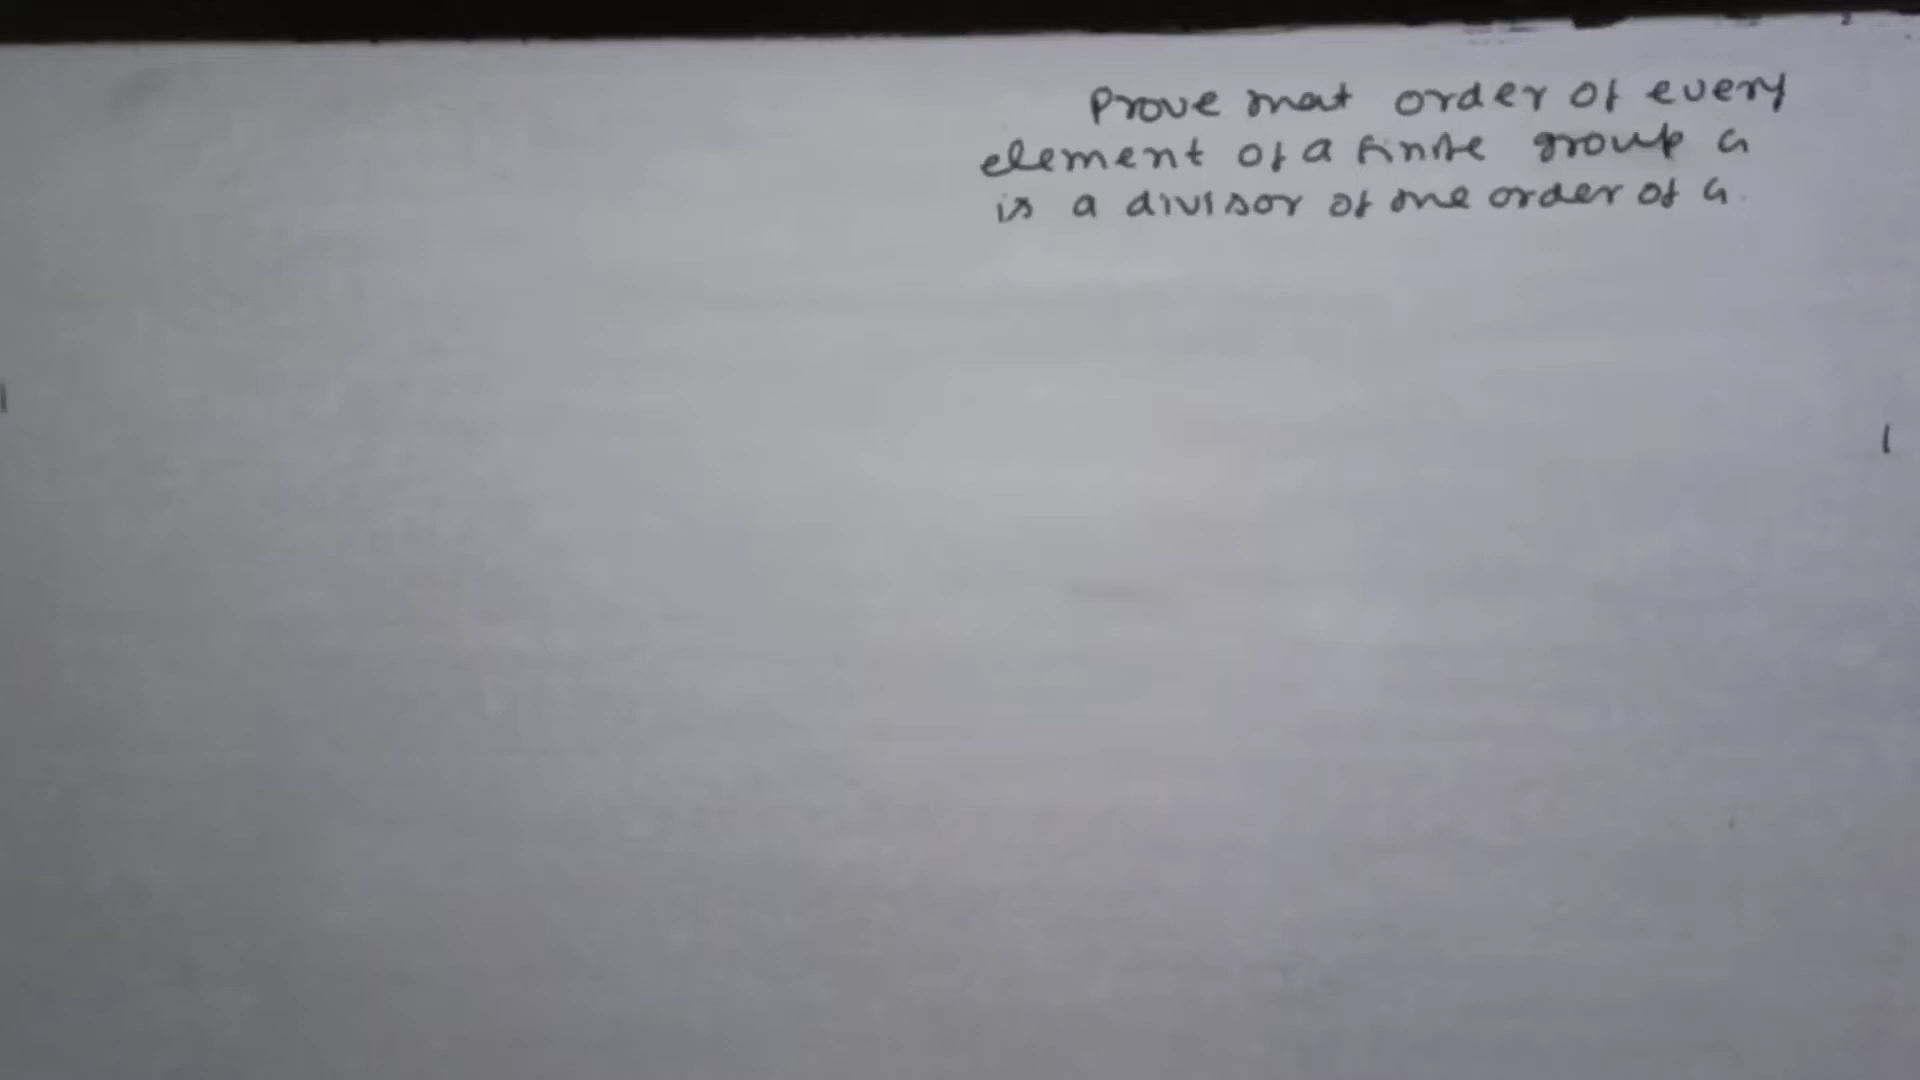 Prove that order of every
element of a finite group G
is a divisor of the order of G.